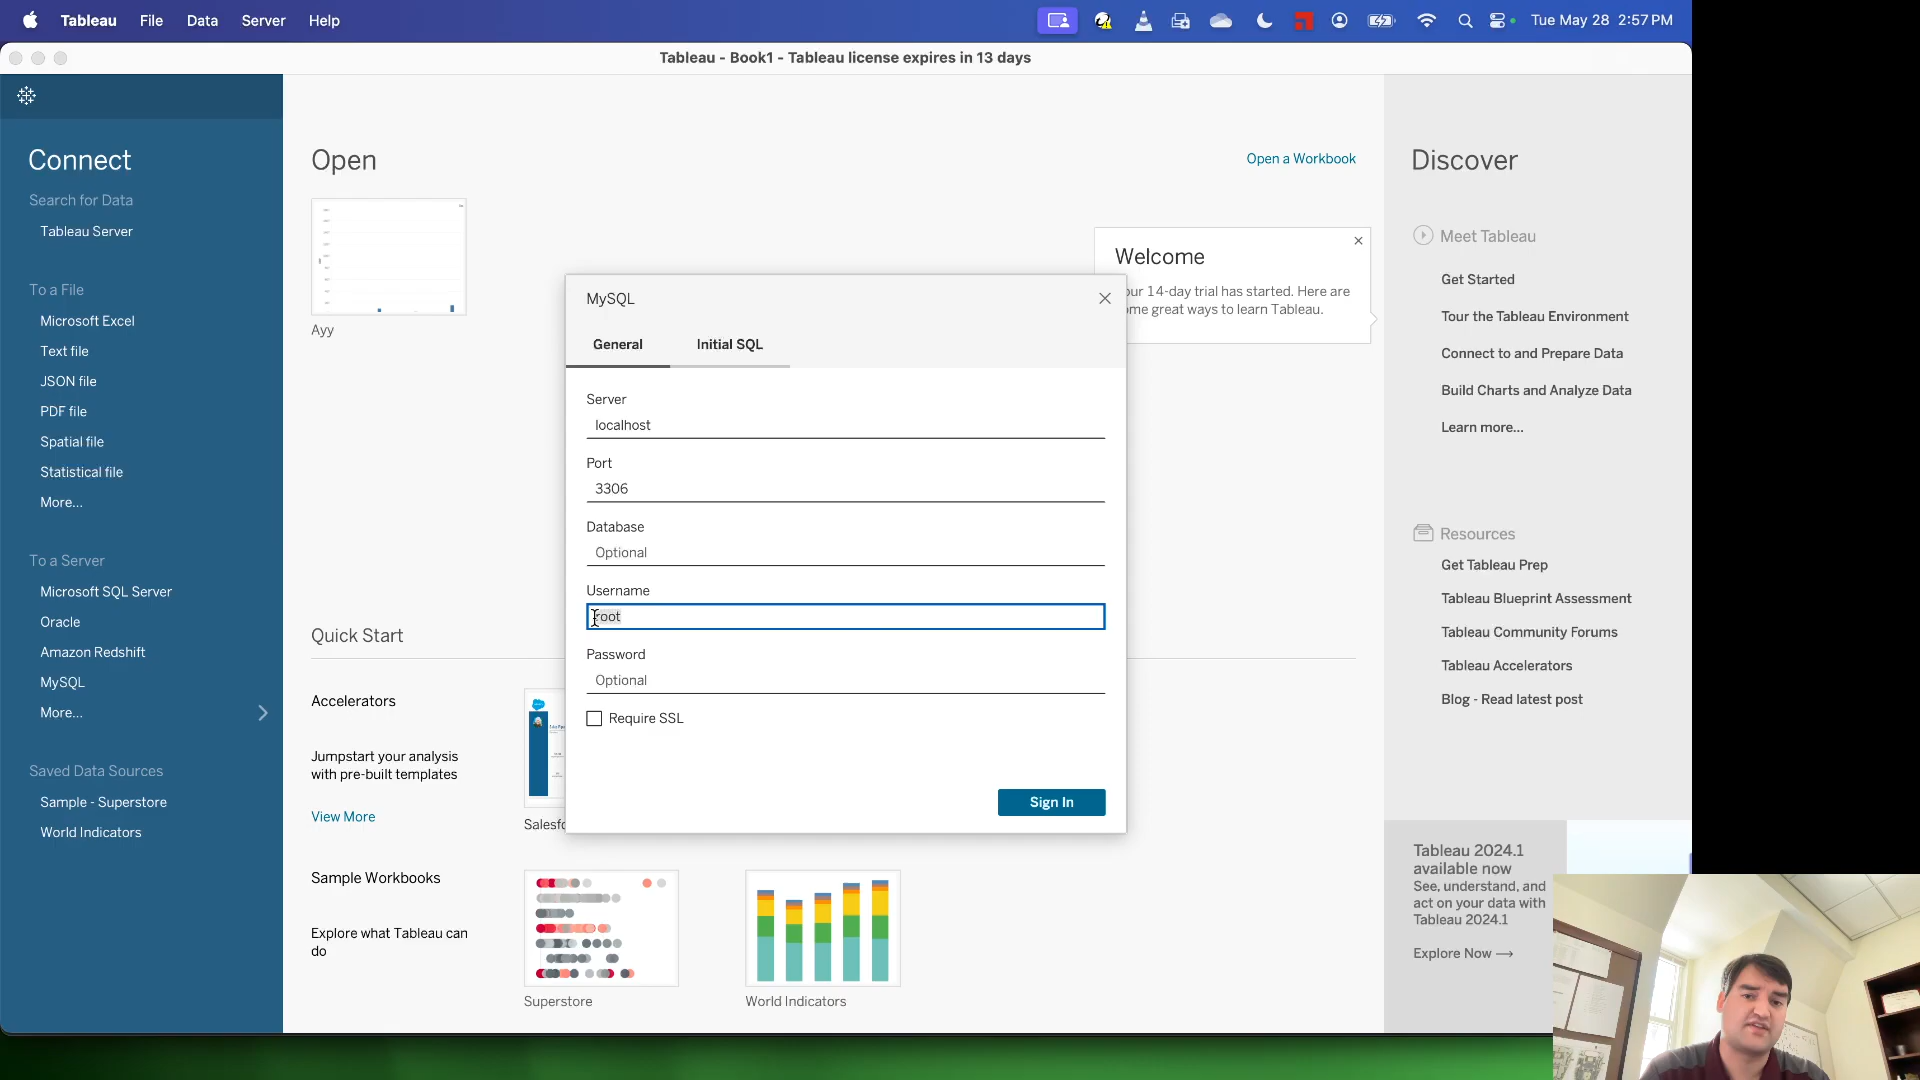 Tableau File Data Server Help
Tue May 28 2:57 PM
Tableau - Book1 - Tableau license expires in 13 days
Connect
Search for Data
Tableau Server
To a File
Microsoft Excel
Text file
JSON file
PDF file
Spatial file
Statistical file
More...
To a Server
Microsoft SQL Server
Oracle
Amazon Redshift
MySQL
More...
Saved Data Sources
Sample - Superstore
World Indicators
Open
Open a Workbook
Ayy
Welcome
14-day trial has started. Here are
some great ways to learn Tableau.
MySQL
General
Initial SQL
Server
localhost
Port
3306
Database
Optional
Username
root
Password
Optional
Require SSL
Sign In
Quick Start
Accelerators
Jumpstart your analysis
with pre-built templates
View More
Sample Workbooks
Explore what Tableau can
do
Superstore
World Indicators
Discover
Meet Tableau
Get Started
Tour the Tableau Environment
Connect to and Prepare Data
Build Charts and Analyze Data
Learn more...
Resources
Get Tableau Prep
Tableau Blueprint Assessment
Tableau Community Forums
Tableau Accelerators
Blog - Read latest post
Tableau 2024.1
available now
See, understand, and
act on your data with
Tableau 2024.1
Explore Now →